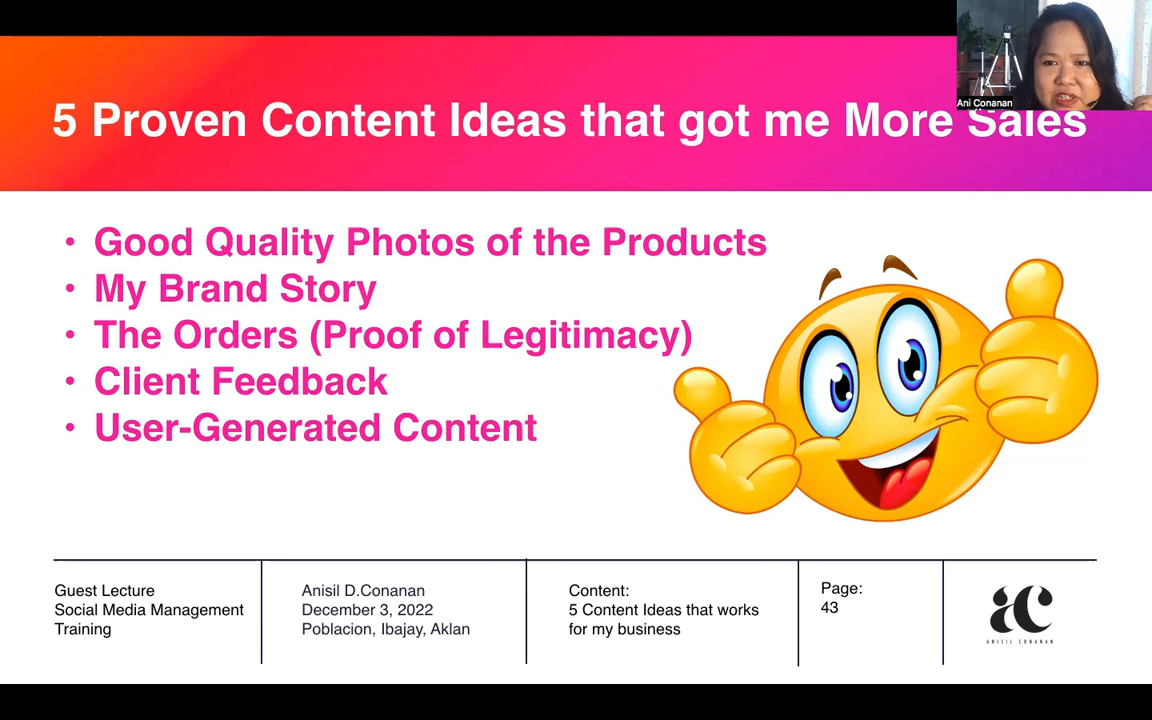 5 Proven Content Ideas that got me More Sales
Ani Conanan
• Good Quality Photos of the Products
• My Brand Story
• The Orders (Proof of Legitimacy)
• Client Feedback
• User-Generated Content
Guest Lecture
Social Media Management
Training
Anisil D.Conanan
December 3, 2022
Poblacion, Ibajay, Aklan
Content:
5 Content Ideas that works
for my business
Page:
43
ac
ANISIL CONANAN